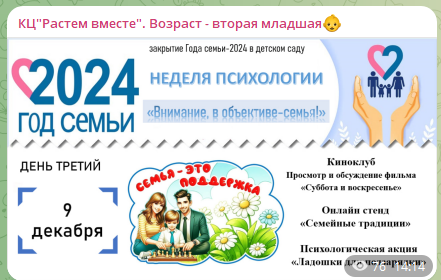 КЦ"Растем вместе". Возраст - вторая младшая
закрытие Года семьи-2024 в детском саду
2024
ГОД СЕМЬИ
НЕДЕЛЯ ПСИХОЛОГИИ
«Внимание, в объективе-семья!»
ДЕНЬ ТРЕТИЙ
9
декабря
СЕМЬЯ - ЭТО
ПОДДЕРЖКА
Киноклуб
Просмотр и обсуждение фильма
«Суббота и воскресенье»
Онлайн стенд
«Семейные традиции»
Психологическая акция
«Ладошки для поддержки»
76 14:14